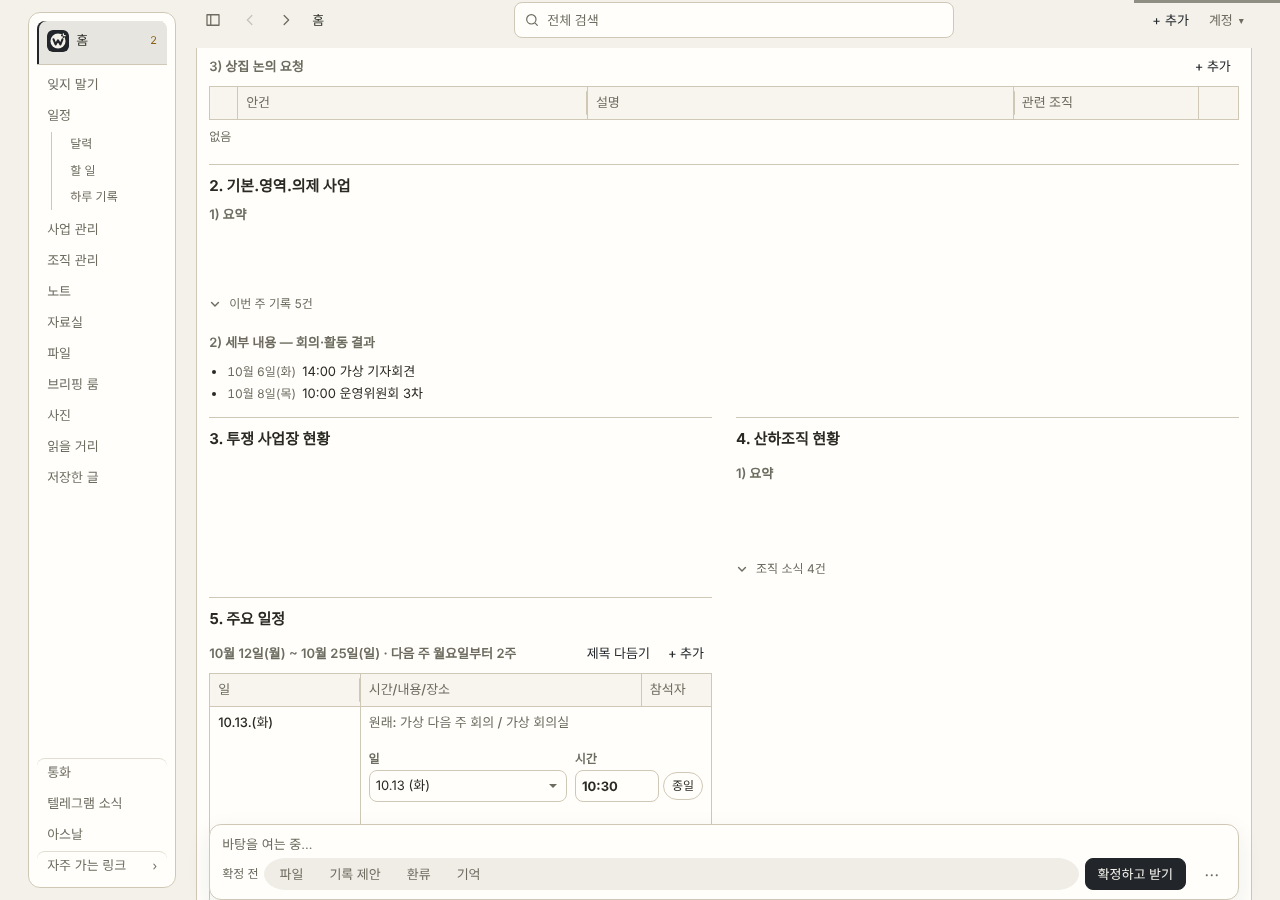 홈
전체 검색
+ 추가
계정 ▾
홈 2
잊지 말기
일정
달력
할 일
하루 기록
사업 관리
조직 관리
노트
자료실
파일
브리핑 룸
사진
읽을 거리
저장한 글
통화
텔레그램 소식
아스날
자주 가는 링크 ›
3) 상집 논의 요청
+ 추가
안건 설명 관련 조직
없음
2. 기본.영역.의제 사업
1) 요약
이번 주 기록 5건
2) 세부 내용 — 회의·활동 결과
• 10월 6일(화) 14:00 가상 기자회견
• 10월 8일(목) 10:00 운영위원회 3차
3. 투쟁 사업장 현황
4. 산하조직 현황
1) 요약
조직 소식 4건
5. 주요 일정
10월 12일(월) ~ 10월 25일(일) · 다음 주 월요일부터 2주
제목 다듬기
+ 추가
일 시간/내용/장소 참석자
10.13.(화) 원래: 가상 다음 주 회의 / 가상 회의실
일 시간
10.13 (화) 10:30 종일
바탕을 여는 중…
확정 전 파일 기록 제안 환류 기억 확정하고 받기 …